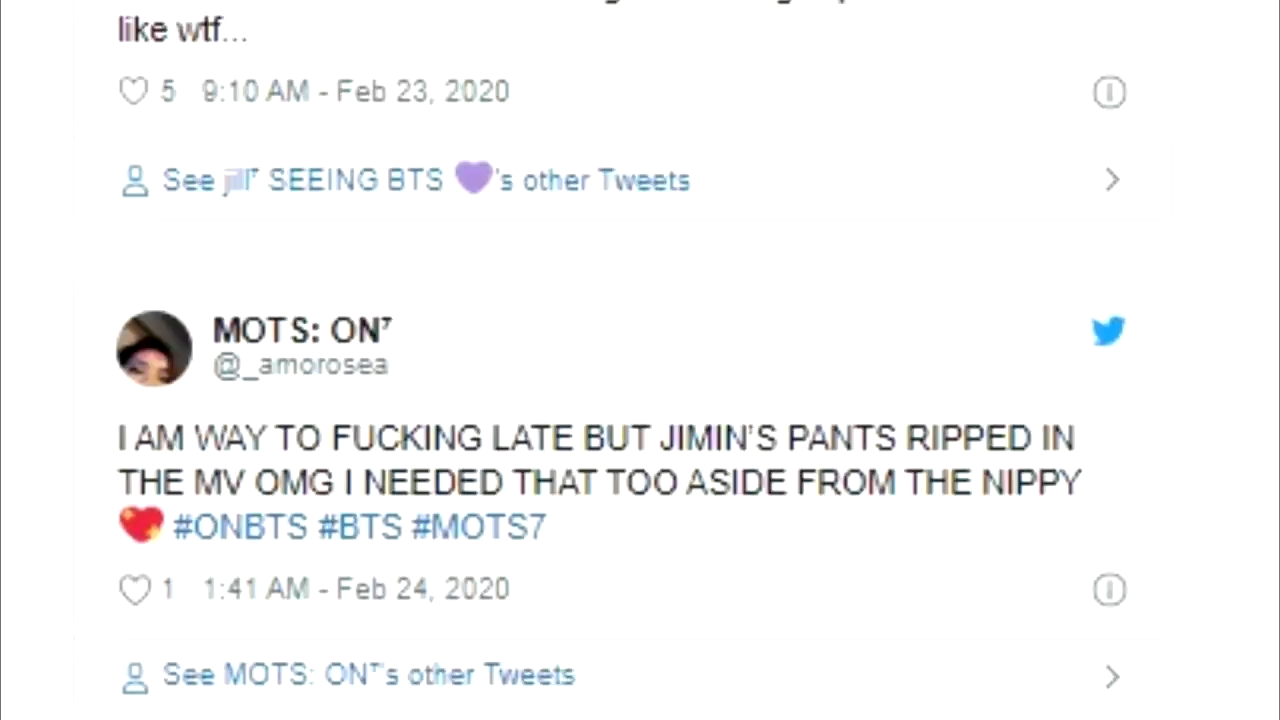 like wtf...
5 9:10 AM - Feb 23, 2020
See jill⁷ SEEING BTS 💜's other Tweets
MOTS: ON⁷
@_amorosea
I AM WAY TO FUCKING LATE BUT JIMIN'S PANTS RIPPED IN
THE MV OMG I NEEDED THAT TOO ASIDE FROM THE NIPPY
💖 #ONBTS #BTS #MOTS7
1 1:41 AM - Feb 24, 2020
See MOTS: ON⁷'s other Tweets